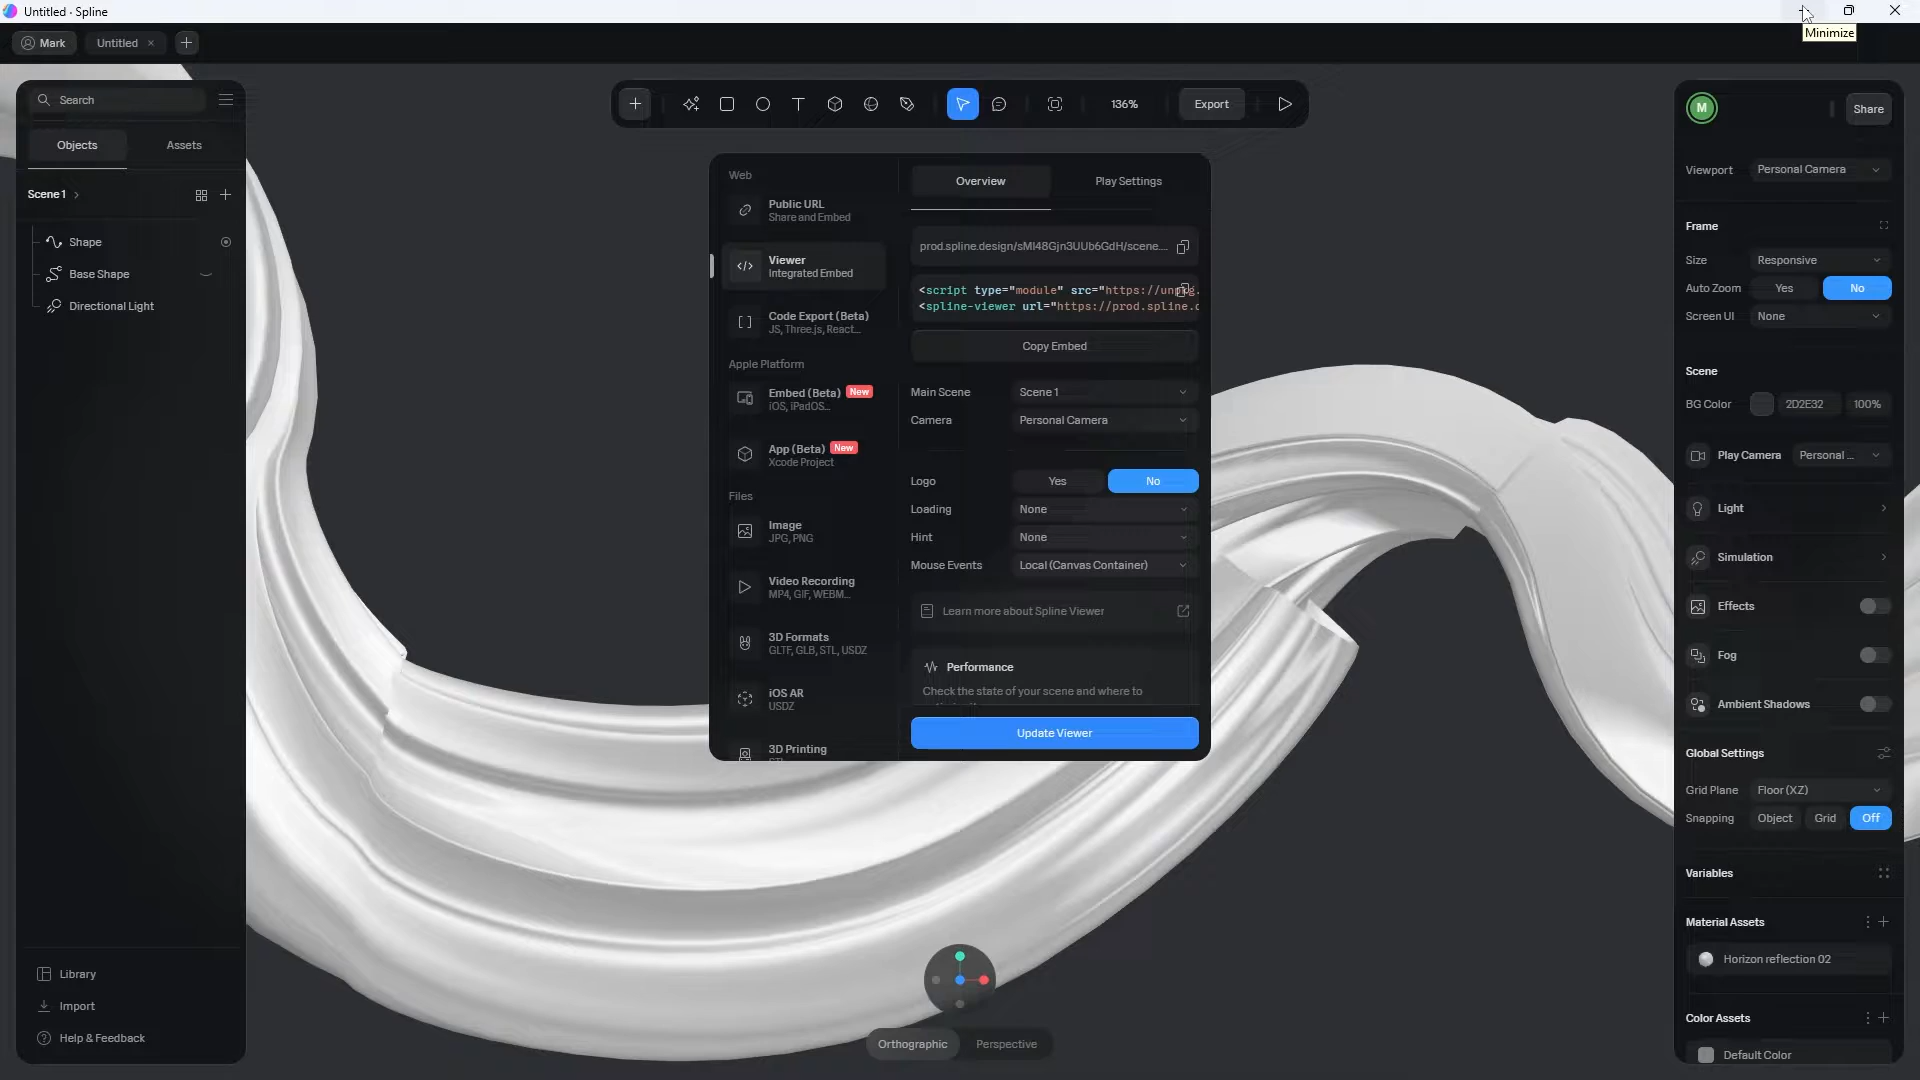 Untitled - Spline
Minimize
Mark
Untitled
Search
Objects
Assets
Scene 1
Shape
Base Shape
Directional Light
Library
Import
Help & Feedback
136%
Export
Web
Public URL
Share and Embed
Viewer
Integrated Embed
Code Export (Beta)
JS, Three.js, React...
Apple Platform
Embed (Beta)
New
iOS, iPadOS...
App (Beta)
New
Xcode Project
Files
Image
JPG, PNG
Video Recording
MP4, GIF, WEBM...
3D Formats
GLTF, GLB, STL, USDZ
iOS AR
USDZ
3D Printing
Overview
Play Settings
prod.spline.design/sMI48Gjn3UUb6GdH/scene....
<script type="module" src="https://unpkg.
<spline-viewer url="https://prod.spline.d
Copy Embed
Main Scene
Scene 1
Camera
Personal Camera
Logo
Yes
No
Loading
None
Hint
None
Mouse Events
Local (Canvas Container)
Learn more about Spline Viewer
Performance
Check the state of your scene and where to
Update Viewer
Orthographic
Perspective
M
Share
Viewport
Personal Camera
Frame
Size
Responsive
Auto Zoom
Yes
No
Screen UI
None
Scene
BG Color
2D2E32
100%
Play Camera
Personal ...
Light
Simulation
Effects
Fog
Ambient Shadows
Global Settings
Grid Plane
Floor (XZ)
Snapping
Object
Grid
Off
Variables
Material Assets
Horizon reflection 02
Color Assets
Default Color